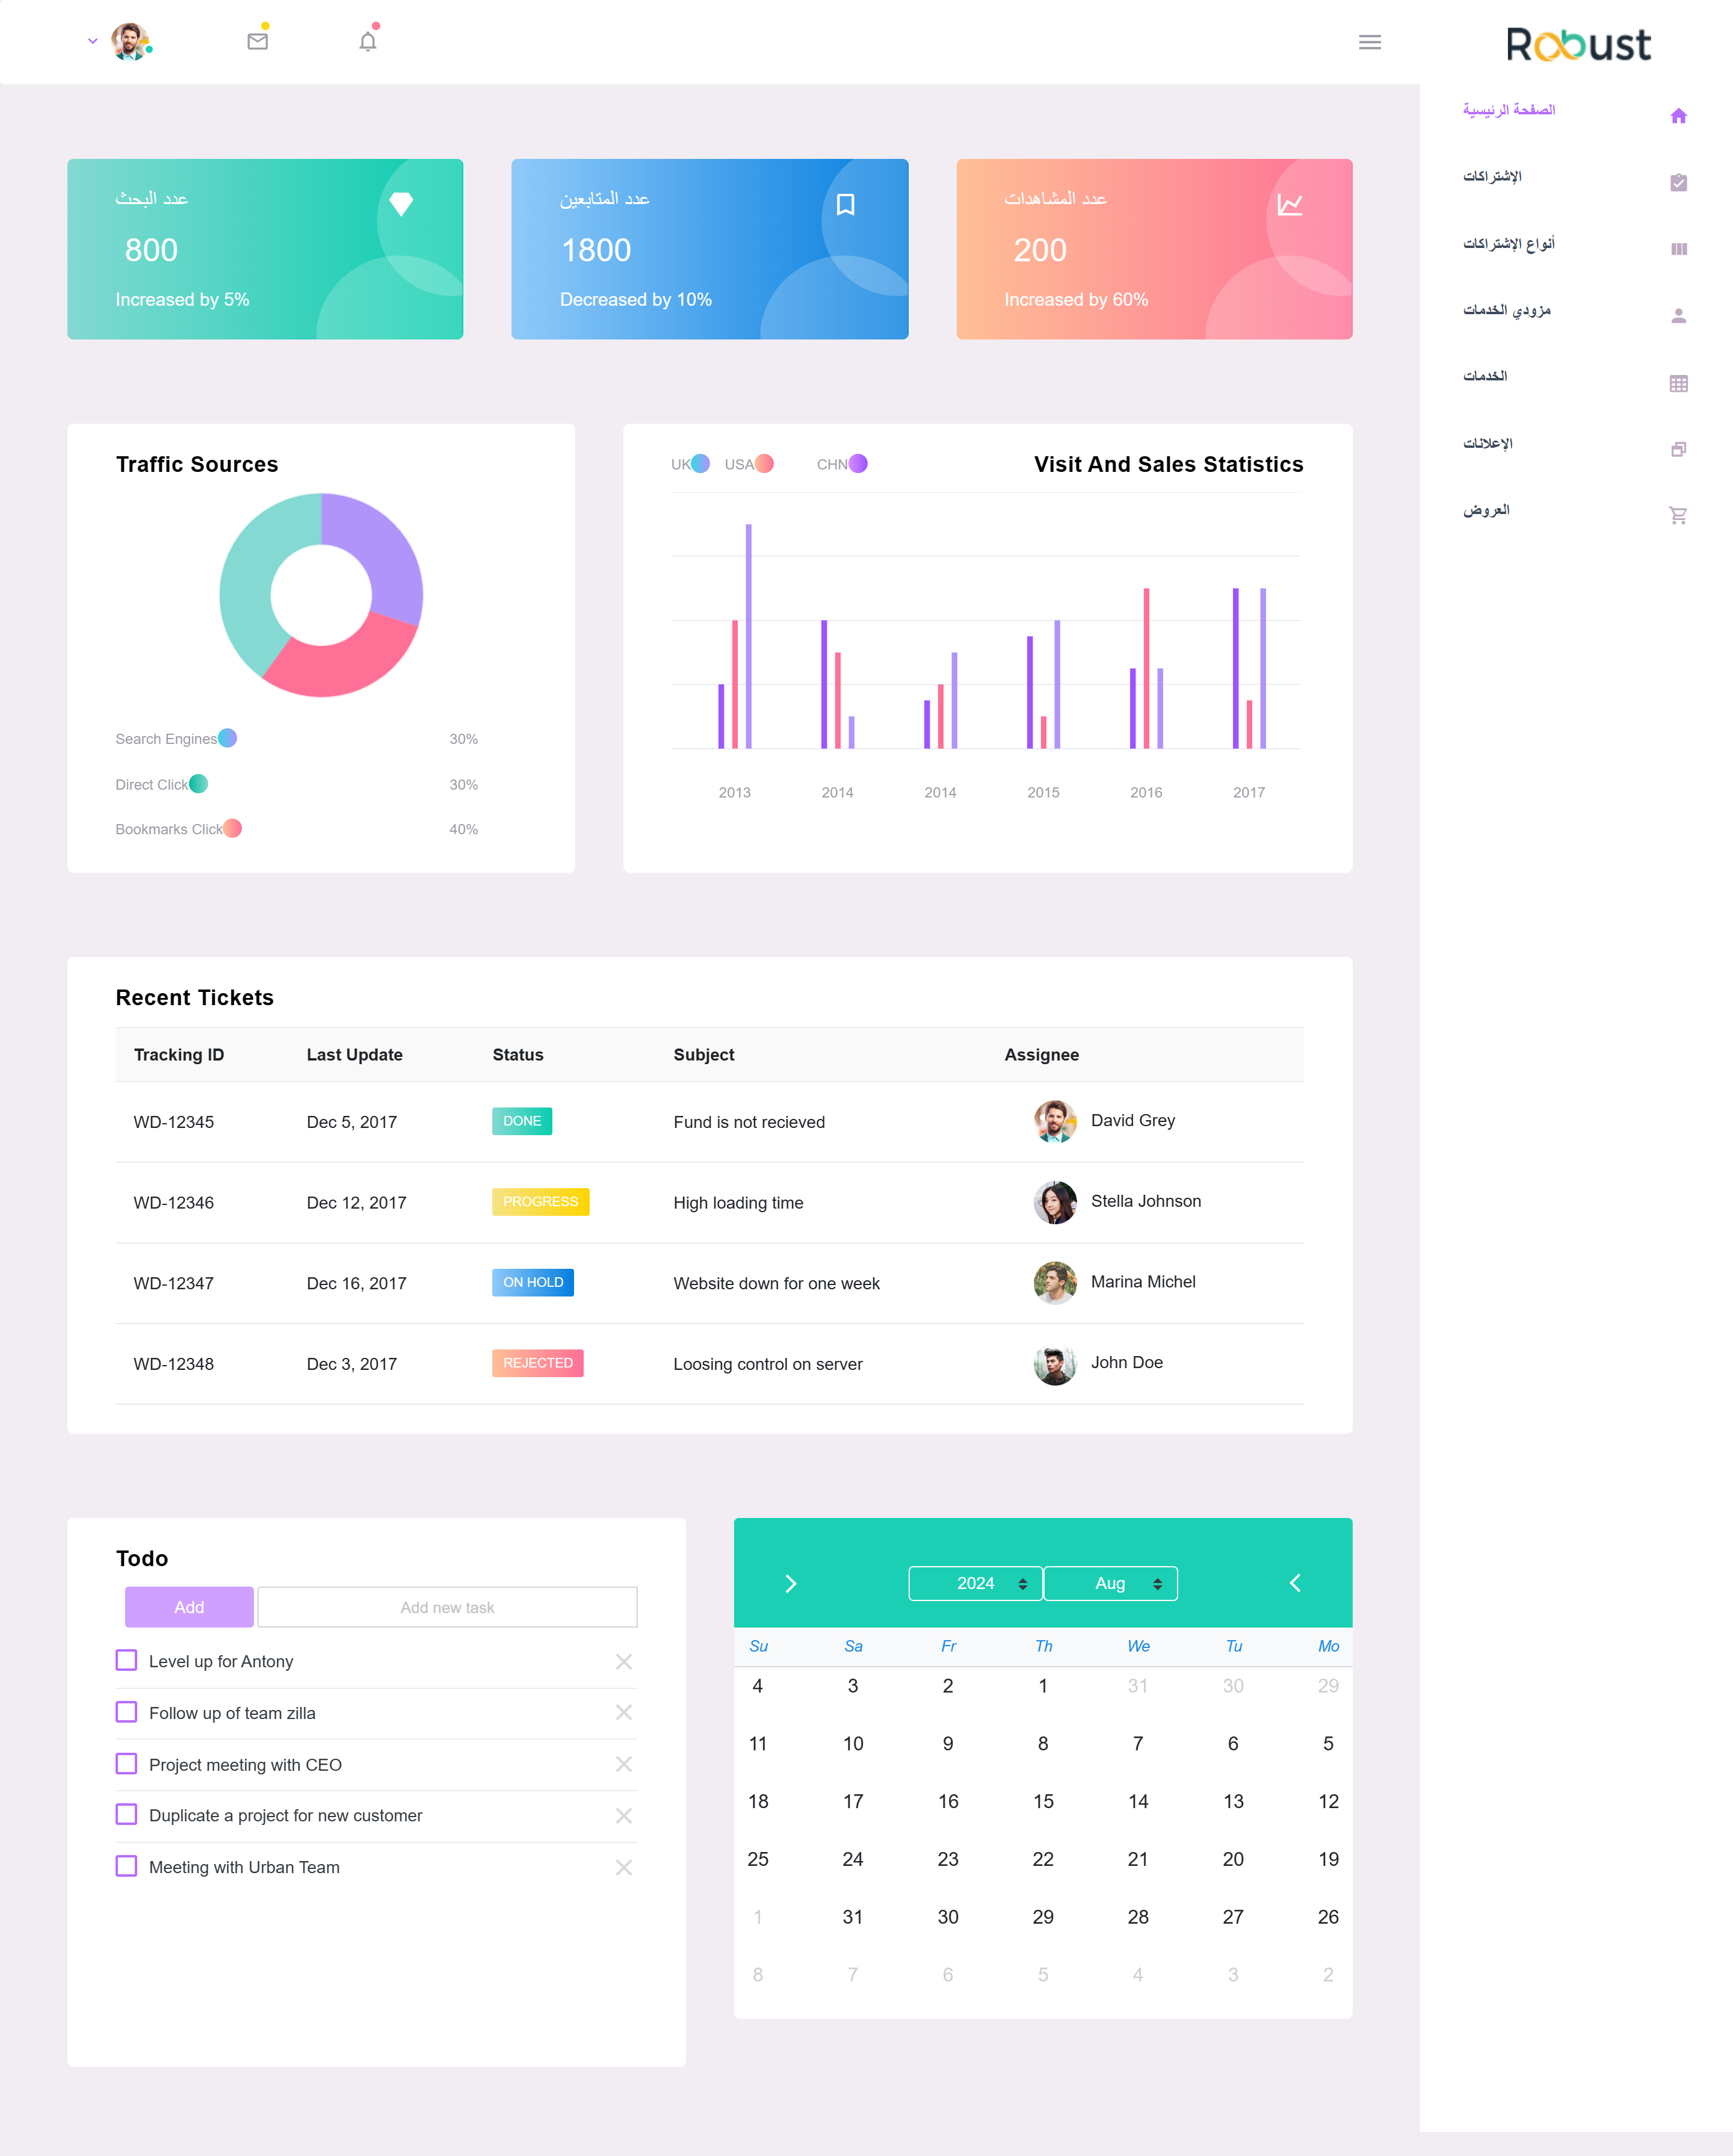 Robust
الصفحة الرئيسية
الإشتراكات
أنواع الإشتراكات
مزودي الخدمات
الخدمات
الإعلانات
العروض
عدد المشاهدات
200
Increased by 60%
عدد المتابعين
1800
Decreased by 10%
عدد البحث
800
Increased by 5%
Visit And Sales Statistics
UK USA CHN
2013 2014 2014 2015 2016 2017
Traffic Sources
Search Engines 30%
Direct Click 30%
Bookmarks Click 40%
Recent Tickets
Tracking ID Last Update Status Subject Assignee
WD-12345 Dec 5, 2017 DONE Fund is not recieved David Grey
WD-12346 Dec 12, 2017 PROGRESS High loading time Stella Johnson
WD-12347 Dec 16, 2017 ON HOLD Website down for one week Marina Michel
WD-12348 Dec 3, 2017 REJECTED Loosing control on server John Doe
Todo
Add Add new task
Level up for Antony
Follow up of team zilla
Project meeting with CEO
Duplicate a project for new customer
Meeting with Urban Team
2024 Aug
Su Sa Fr Th We Tu Mo
4 3 2 1 31 30 29
11 10 9 8 7 6 5
18 17 16 15 14 13 12
25 24 23 22 21 20 19
1 31 30 29 28 27 26
8 7 6 5 4 3 2